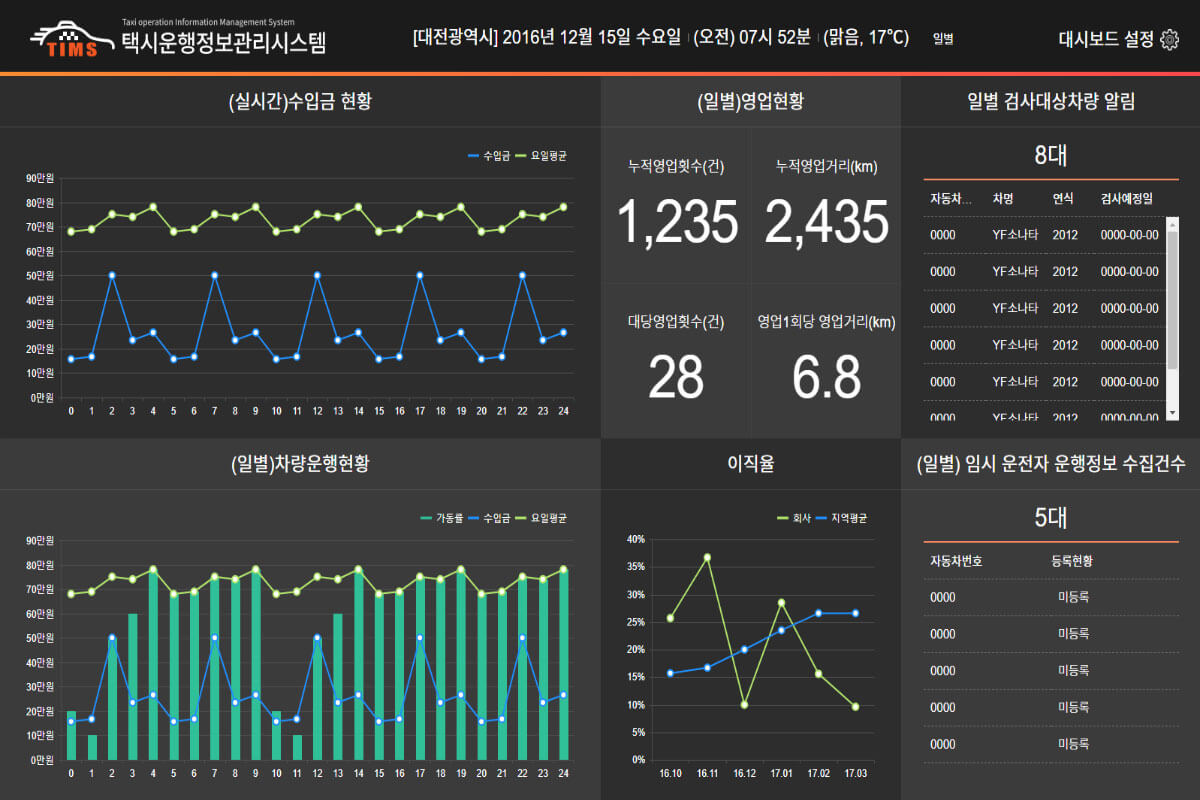 Taxi operation Information Management System
TIMS 택시운행정보관리시스템
[대전광역시] 2016년 12월 15일 수요일 (오전) 07시 52분 (맑음, 17℃) 일별
대시보드 설정
(실시간)수입금 현황
수입금 요일평균
90만원
80만원
70만원
60만원
50만원
40만원
30만원
20만원
10만원
0만원
0 1 2 3 4 5 6 7 8 9 10 11 12 13 14 15 16 17 18 19 20 21 22 23 24
(일별)영업현황
누적영업횟수(건) 누적영업거리(km)
1,235 2,435
대당영업횟수(건) 영업1회당 영업거리(km)
28 6.8
일별 검사대상차량 알림
8대
자동차... 차명 연식 검사예정일
0000 YF소나타 2012 0000-00-00
0000 YF소나타 2012 0000-00-00
0000 YF소나타 2012 0000-00-00
0000 YF소나타 2012 0000-00-00
0000 YF소나타 2012 0000-00-00
0000 YF소나타 2012 0000-00-00
(일별)차량운행현황
가동률 수입금 요일평균
90만원
80만원
70만원
60만원
50만원
40만원
30만원
20만원
10만원
0만원
0 1 2 3 4 5 6 7 8 9 10 11 12 13 14 15 16 17 18 19 20 21 22 23 24
이직율
회사 지역평균
40%
35%
30%
25%
20%
15%
10%
5%
0%
16.10 16.11 16.12 17.01 17.02 17.03
(일별) 임시 운전자 운행정보 수집건수
5대
자동차번호 등록현황
0000 미등록
0000 미등록
0000 미등록
0000 미등록
0000 미등록